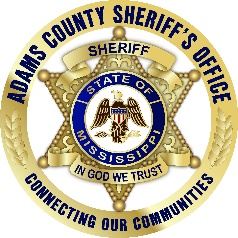 ADAMS COUNTY SHERIFF'S OFFICE
SHERIFF
STATE OF
MISSISSIPPI
IN GOD WE TRUST
CONNECTING OUR COMMUNITIES